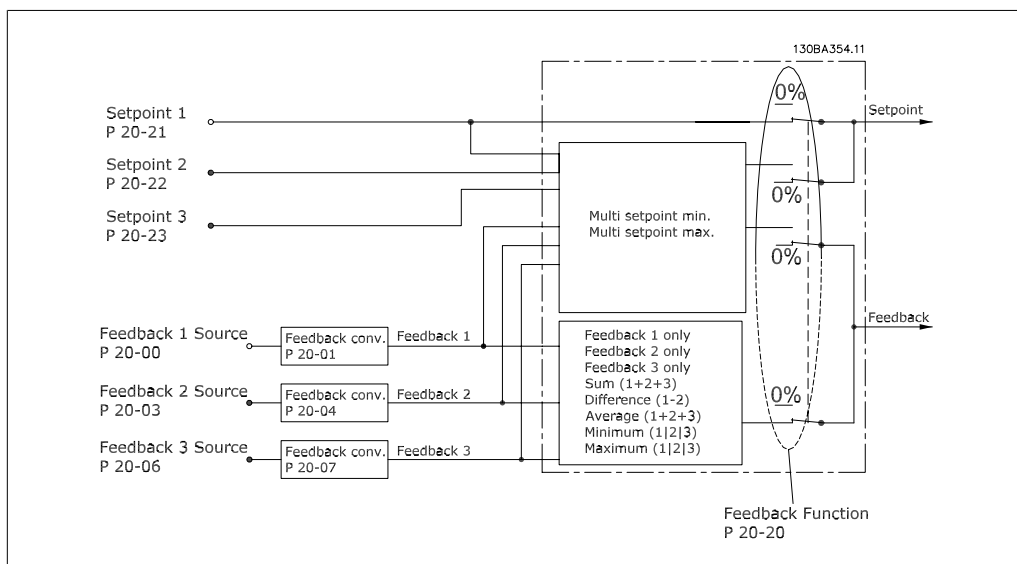 130BA354.11
0%
Setpoint
Setpoint 1
P 20-21
Setpoint 2
P 20-22
0%
Setpoint 3
P 20-23
Multi setpoint min.
Multi setpoint max.
0%
Feedback
Feedback 1 Source
P 20-00
Feedback conv.
P 20-01
Feedback 1
Feedback 2 Source
P 20-03
Feedback conv.
P 20-04
Feedback 2
Feedback 3 Source
P 20-06
Feedback conv.
P 20-07
Feedback 3
Feedback 1 only
Feedback 2 only
Feedback 3 only
Sum (1+2+3)
Difference (1-2)
Average (1+2+3)
Minimum (1|2|3)
Maximum (1|2|3)
0%
Feedback Function
P 20-20